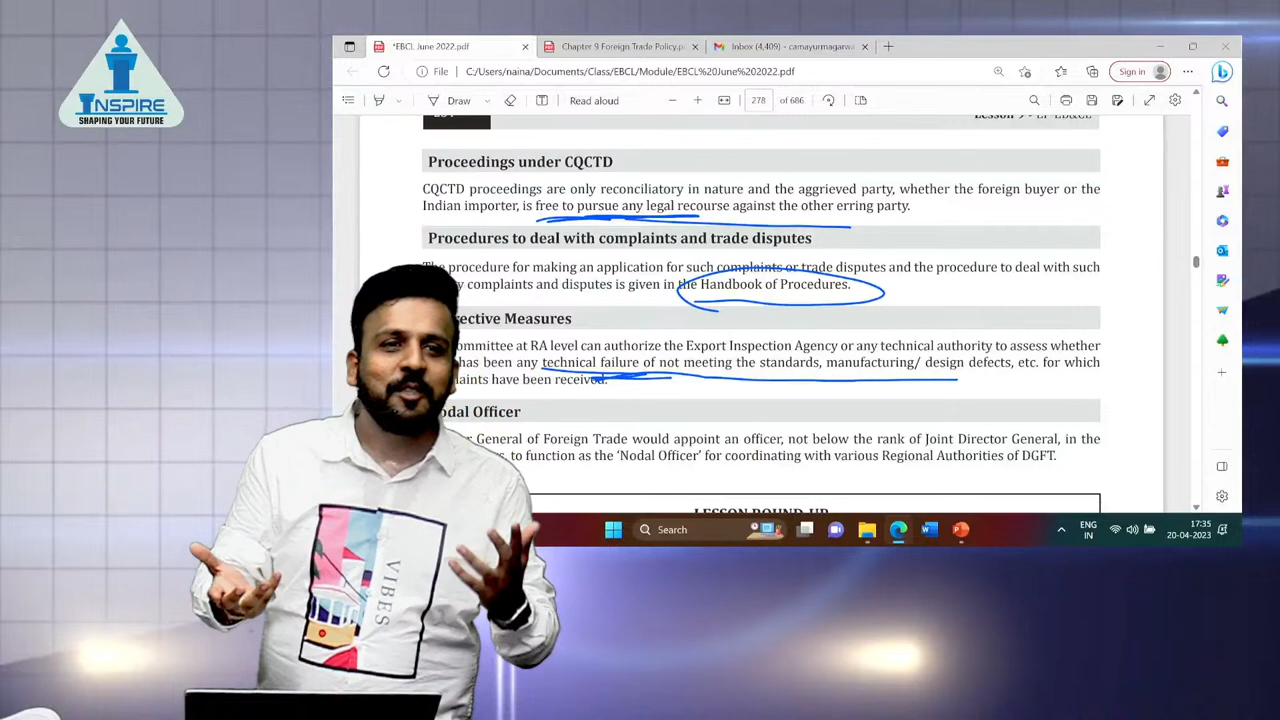 INSPIRE
SHAPING YOUR FUTURE
*EBCL June 2022.pdf
Chapter 9 Foreign Trade Policy.p
Inbox (4,409) - camayurmagarwa
File
C:/Users/naina/Documents/Class/EBCL/Module/EBCL%20June%202022.pdf
Sign in
Draw
Read aloud
278 of 686
Proceedings under CQCTD
CQCTD proceedings are only reconciliatory in nature and the aggrieved party, whether the foreign buyer or the
Indian importer, is free to pursue any legal recourse against the other erring party.
Procedures to deal with complaints and trade disputes
The procedure for making an application for such complaints or trade disputes and the procedure to deal with such
y complaints and disputes is given in the Handbook of Procedures.
rective Measures
ommittee at RA level can authorize the Export Inspection Agency or any technical authority to assess whether
has been any technical failure of not meeting the standards, manufacturing/ design defects, etc. for which
laints have been received.
odal Officer
r General of Foreign Trade would appoint an officer, not below the rank of Joint Director General, in the
s, to function as the 'Nodal Officer' for coordinating with various Regional Authorities of DGFT.
LESSON ROUND-UP
Search
ENG
IN
17:35
20-04-2023
VIBES